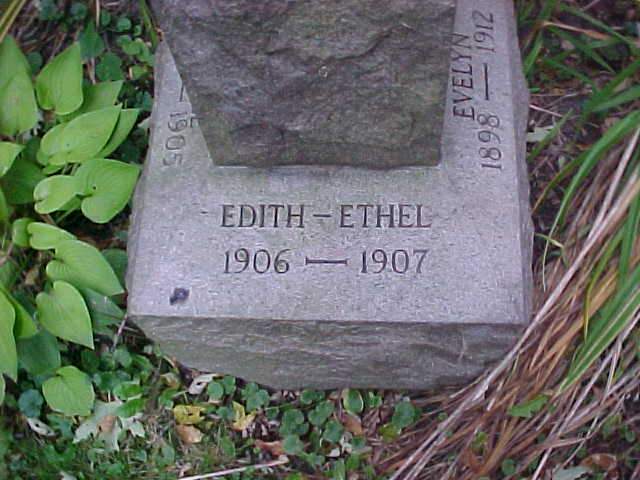 EDITH - ETHEL
1906 — 1907
EVELYN
1898 — 1912
— 1905